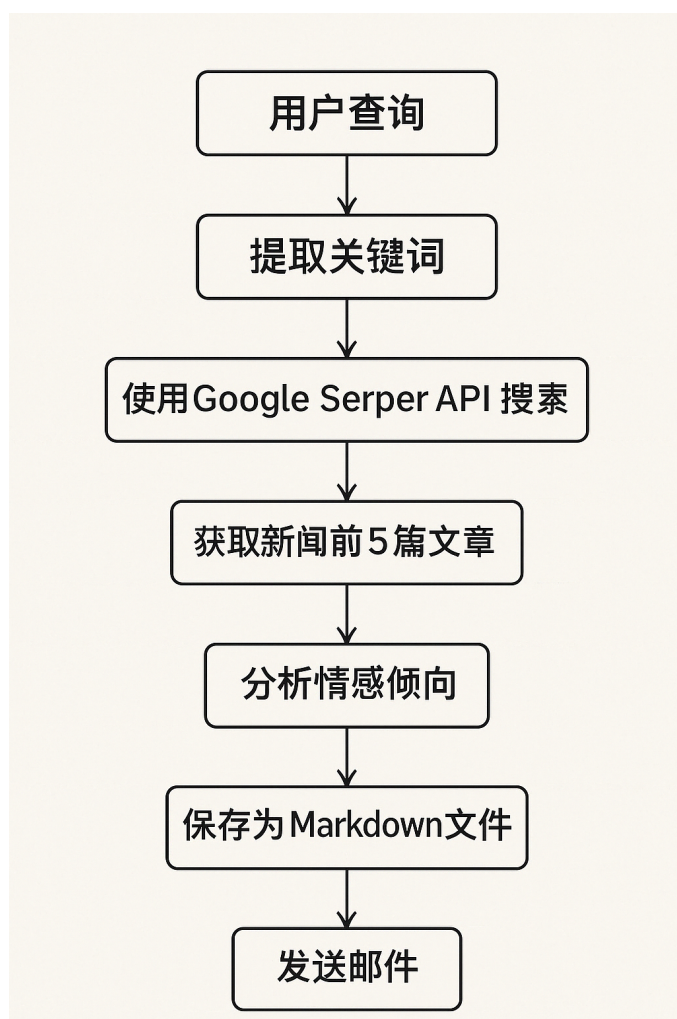 用户查询
提取关键词
使用Google Serper API 搜索
获取新闻前5篇文章
分析情感倾向
保存为Markdown文件
发送邮件